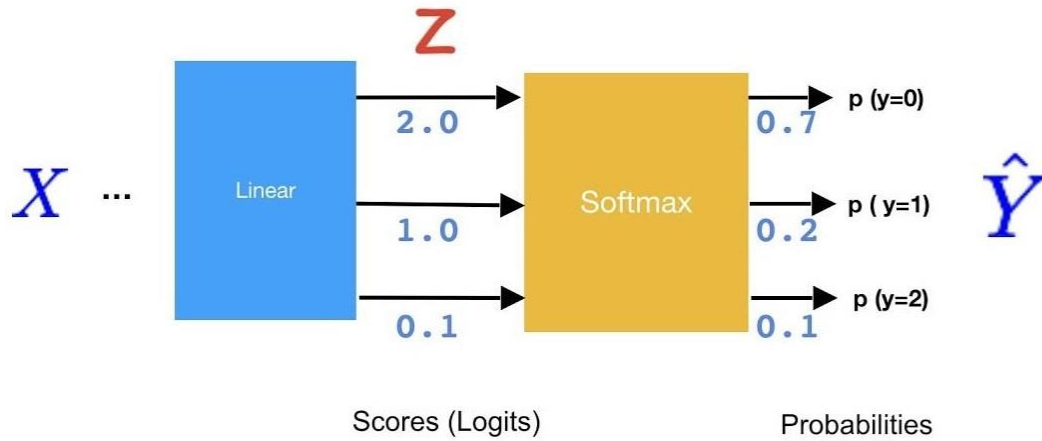 Z
2.0
0.7
p (y=0)
X ...
Linear
Softmax
1.0
0.2
p ( y=1)
Ŷ
0.1
0.1
p (y=2)
Scores (Logits)
Probabilities